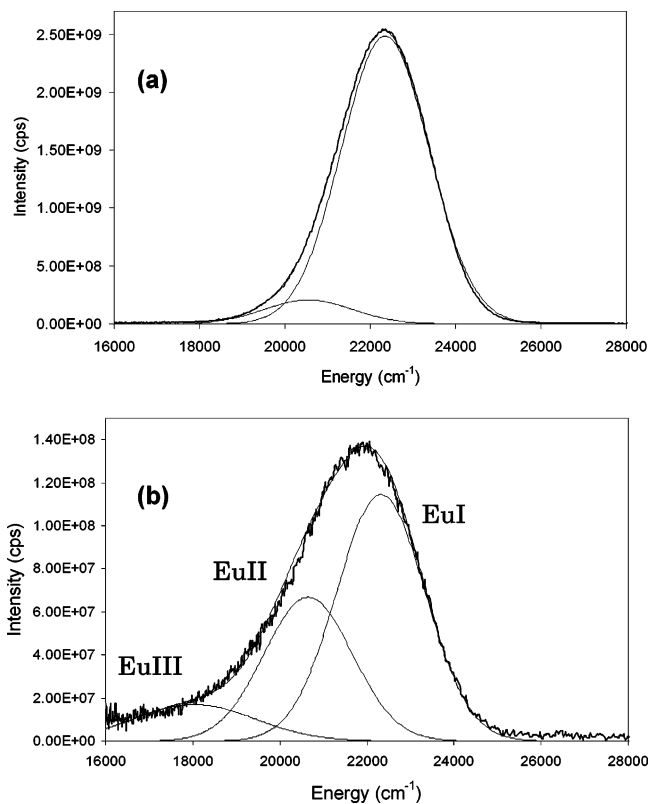 2.50E+09
(a)
2.00E+09
1.50E+09
1.00E+09
5.00E+08
0.00E+00
Intensity (cps)
16000 18000 20000 22000 24000 26000 28000
Energy (cm-1)
1.40E+08
1.20E+08
(b)
EuI
1.00E+08
8.00E+07
EuII
6.00E+07
4.00E+07
EuIII
2.00E+07
0.00E+00
Intensity (cps)
16000 18000 20000 22000 24000 26000 28000
Energy (cm-1)